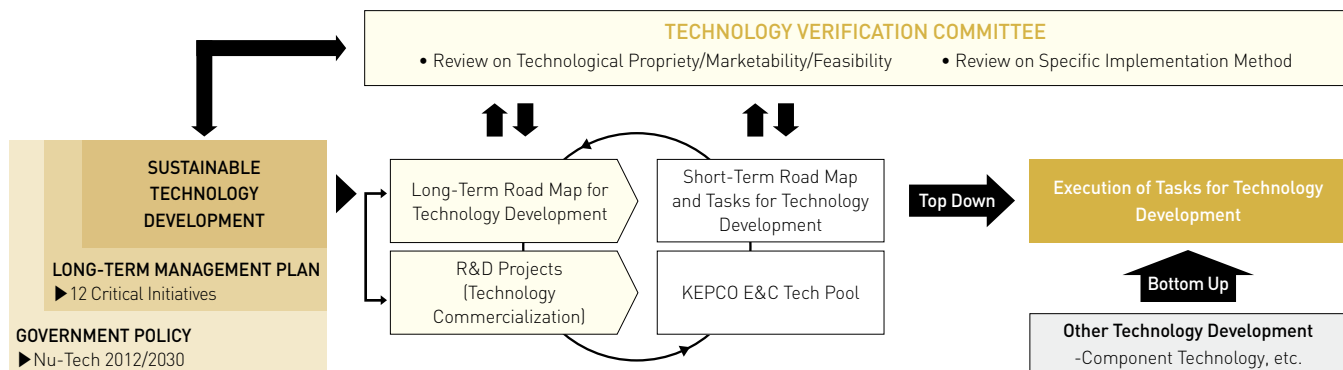 TECHNOLOGY VERIFICATION COMMITTEE
• Review on Technological Propriety/Marketability/Feasibility • Review on Specific Implementation Method
SUSTAINABLE
TECHNOLOGY
DEVELOPMENT
LONG-TERM MANAGEMENT PLAN
▶12 Critical Initiatives
GOVERNMENT POLICY
▶Nu-Tech 2012/2030
Long-Term Road Map for
Technology Development
R&D Projects
(Technology
Commercialization)
Short-Term Road Map
and Tasks for Technology
Development
KEPCO E&C Tech Pool
Top Down
Execution of Tasks for Technology
Development
Bottom Up
Other Technology Development
-Component Technology, etc.